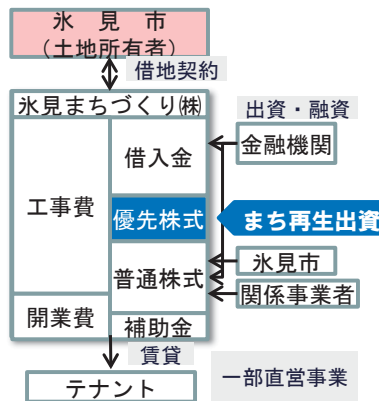 氷 見 市
（土地所有者）
借地契約
氷見まちづくり㈱
出資・融資
借入金
金融機関
工事費
優先株式
まち再生出資
普通株式
氷見市
関係事業者
開業費
補助金
賃貸
一部直営事業
テナント